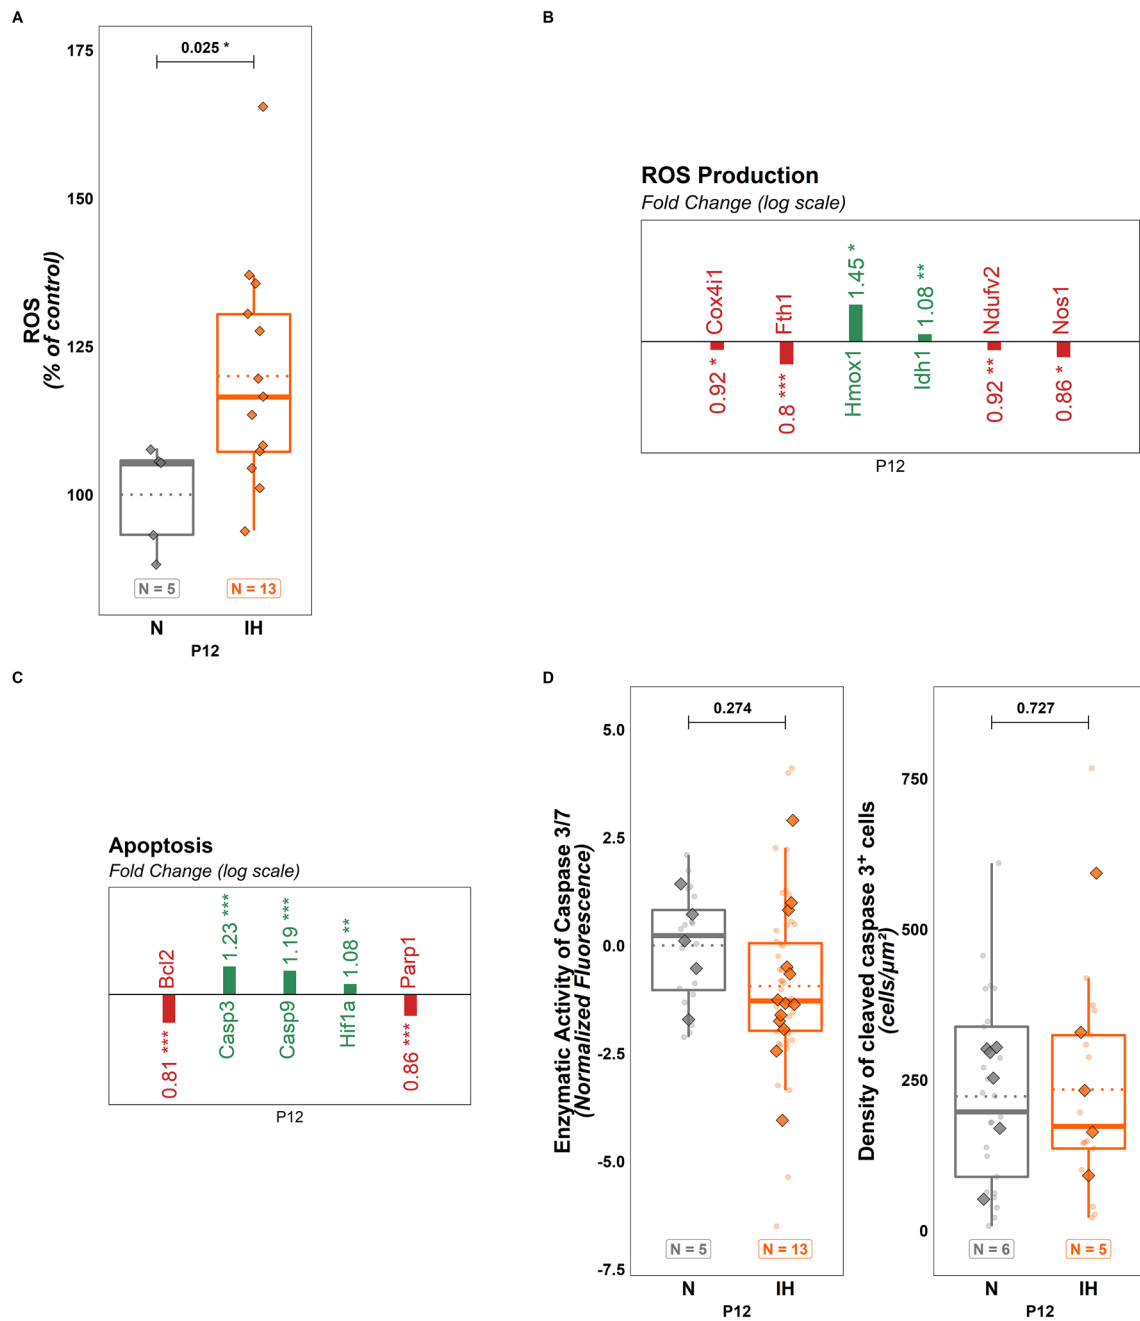 A
175
150
125
100
ROS
(% of control)
0.025 *
N = 5
N = 13
N
IH
P12
B
ROS Production
Fold Change (log scale)
0.92 * Cox4i1
0.8 *** Fth1
Hmox1 1.45 *
Idh1 1.08 **
0.92 ** Ndufv2
0.86 * Nos1
P12
C
Apoptosis
Fold Change (log scale)
0.81 *** Bcl2
Casp3 1.23 ***
Casp9 1.19 ***
Hif1a 1.08 **
0.86 *** Parp1
P12
D
Enzymatic Activity of Caspase 3/7
(Normalized Fluorescence)
5.0
2.5
0.0
-2.5
-5.0
-7.5
0.274
N = 5
N = 13
N
IH
P12
Density of cleaved caspase 3⁺ cells
(cells/µm²)
750
500
250
0
0.727
N = 6
N = 5
N
IH
P12